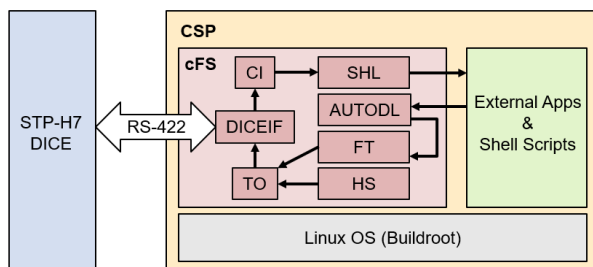 CSP
cFS
CI
SHL
AUTODL
STP-H7
DICE
RS-422
DICEIF
FT
TO
HS
External Apps
&
Shell Scripts
Linux OS (Buildroot)